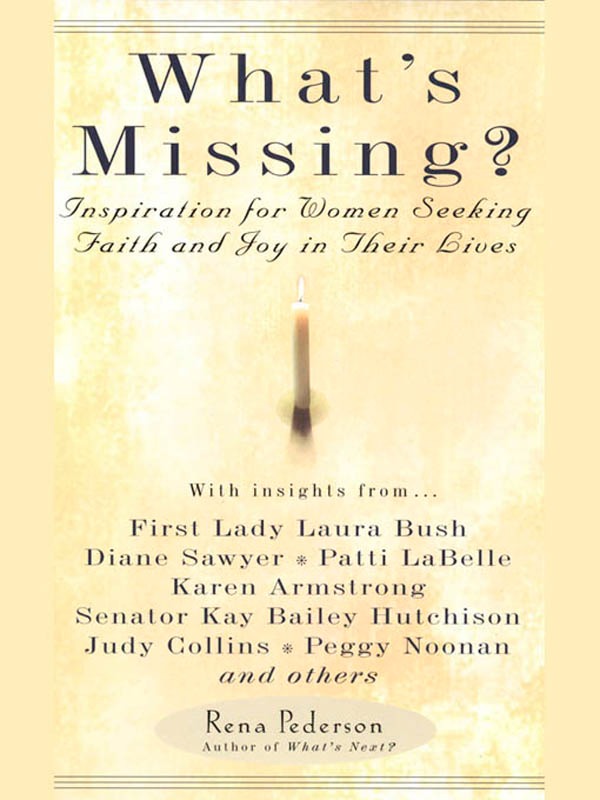 What's
Missing?
Inspiration for Women Seeking
Faith and Joy in Their Lives
With insights from...
First Lady Laura Bush
Diane Sawyer * Patti LaBelle
Karen Armstrong
Senator Kay Bailey Hutchison
Judy Collins * Peggy Noonan
and others
Rena Pederson
Author of What's Next?